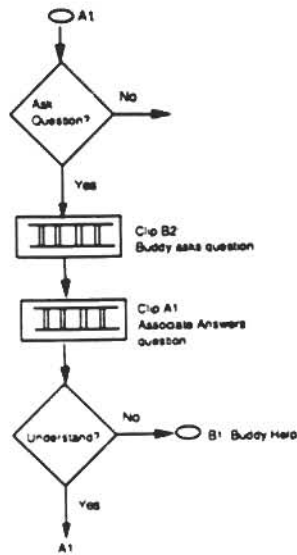 A1
Ask
Question?
No
Yes
Clip B2
Buddy asks question
Clip A1
Associate Answers
question
Understand?
No
B1 Buddy Help
Yes
A1